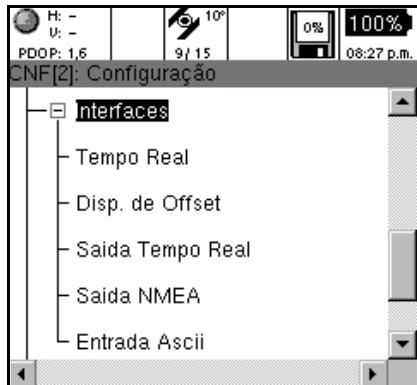 H: -
V: -
10°
0%
100%
PDOP: 1,6
9/15
08:27 p.m.
CNF[2]: Configuração
Interfaces
Tempo Real
Disp. de Offset
Saida Tempo Real
Saida NMEA
Entrada Ascii